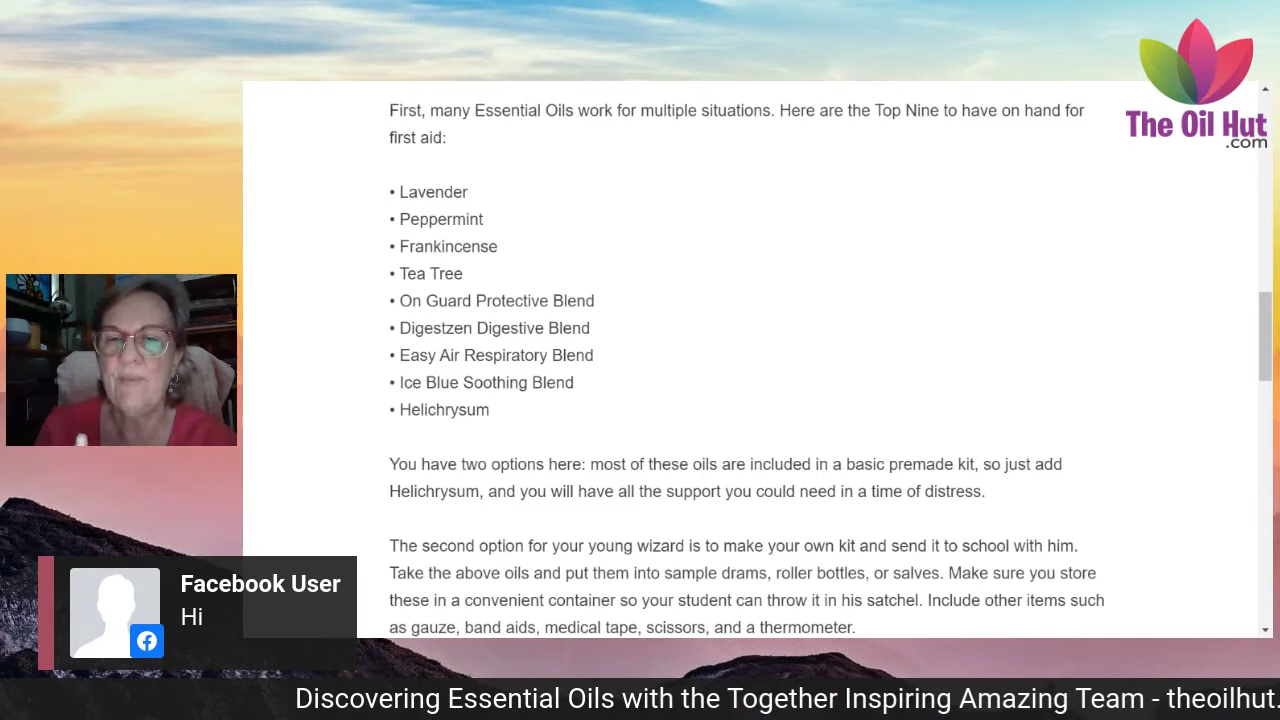 First, many Essential Oils work for multiple situations. Here are the Top Nine to have on hand for
first aid:
• Lavender
• Peppermint
• Frankincense
• Tea Tree
• On Guard Protective Blend
• Digestzen Digestive Blend
• Easy Air Respiratory Blend
• Ice Blue Soothing Blend
• Helichrysum
You have two options here: most of these oils are included in a basic premade kit, so just add
Helichrysum, and you will have all the support you could need in a time of distress.
The second option for your young wizard is to make your own kit and send it to school with him.
Take the above oils and put them into sample drams, roller bottles, or salves. Make sure you store
these in a convenient container so your student can throw it in his satchel. Include other items such
as gauze, band aids, medical tape, scissors, and a thermometer.
The Oil Hut
.com
Facebook User
Hi
Discovering Essential Oils with the Together Inspiring Amazing Team - theoilhut.